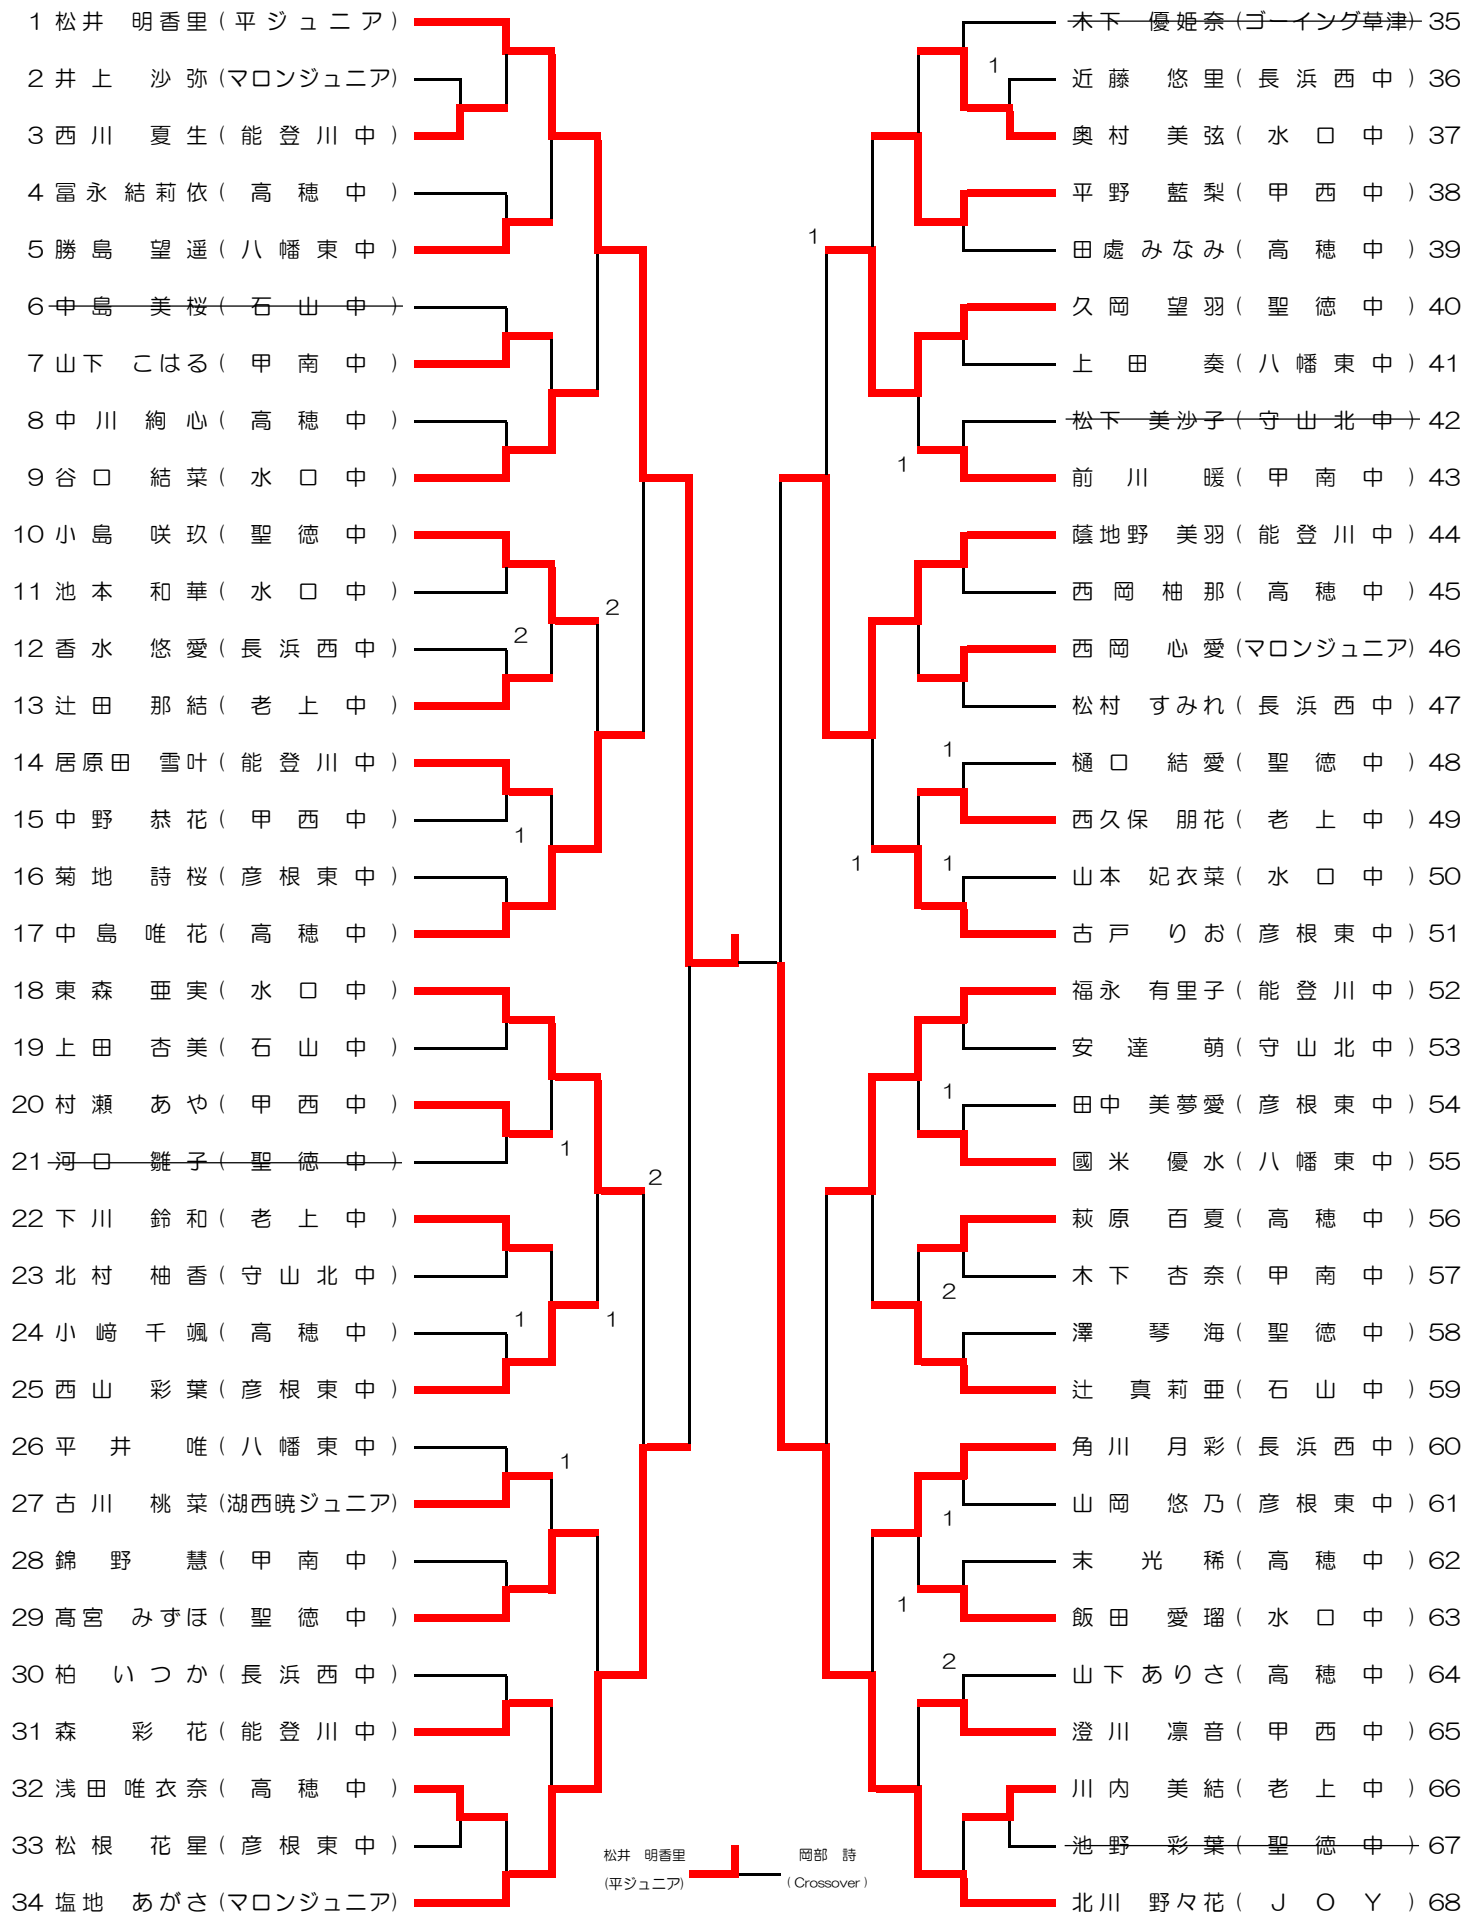 1 松井 明香里 (平ジュニア)
2 井上 沙弥 (マロンジュニア)
3 西川 夏生 (能登川中)
4 冨永結莉依 (高穂中)
5 勝島 望遥 (八幡東中)
6 中島 美桜 (石山中)
7 山下 こはる (甲南中)
8 中川 絢心 (高穂中)
9 谷口 結菜 (水口中)
10 小島 咲玖 (聖徳中)
11 池本 和華 (水口中)
2
12 香水 悠愛 (長浜西中)
2
13 辻田 那結 (老上中)
14 居原田 雪叶 (能登川中)
15 中野 恭花 (甲西中)
1
16 菊地 詩桜 (彦根東中)
17 中島 唯花 (高穂中)
18 東森 亜実 (水口中)
19 上田 杏美 (石山中)
20 村瀬 あや (甲西中)
1
21 河口 雛子 (聖徳中)
2
22 下川 鈴和 (老上中)
23 北村 柚香 (守山北中)
1
1
24 小﨑 千颯 (高穂中)
25 西山 彩葉 (彦根東中)
26 平井 唯 (八幡東中)
1
27 古川 桃菜 (湖西暁ジュニア)
28 錦野 慧 (甲南中)
29 髙宮 みずほ (聖徳中)
30 柏 いつか (長浜西中)
31 森 彩花 (能登川中)
32 浅田 唯衣奈 (高穂中)
33 松根 花星 (彦根東中)
34 塩地 あがさ (マロンジュニア)
松井 明香里
(平ジュニア)
岡部 詩
(Crossover)
木下 優姫奈 (ゴーイング草津) 35
1
近藤 悠里 (長浜西中) 36
奥村 美弦 (水口中) 37
平野 藍梨 (甲西中) 38
1
田處 みなみ (高穂中) 39
久岡 望羽 (聖徳中) 40
上田 奏 (八幡東中) 41
松下 美沙子 (守山北中) 42
1
前川 暖 (甲南中) 43
蔭地野 美羽 (能登川中) 44
西岡 柚那 (高穂中) 45
西岡 心愛 (マロンジュニア) 46
松村 すみれ (長浜西中) 47
1
樋口 結愛 (聖徳中) 48
西久保 朋花 (老上中) 49
1
1
山本 妃衣菜 (水口中) 50
古戸 りお (彦根東中) 51
福永 有里子 (能登川中) 52
安達 萌 (守山北中) 53
1
田中 美夢愛 (彦根東中) 54
國米 優水 (八幡東中) 55
萩原 百夏 (高穂中) 56
木下 杏奈 (甲南中) 57
2
澤 琴海 (聖徳中) 58
辻 真莉亜 (石山中) 59
角川 月彩 (長浜西中) 60
山岡 悠乃 (彦根東中) 61
1
末光 稀 (高穂中) 62
1
飯田 愛瑠 (水口中) 63
2
山下 ありさ (高穂中) 64
澄川 凛音 (甲西中) 65
川内 美結 (老上中) 66
池野 彩葉 (聖徳中) 67
北川 野々花 (JOY) 68